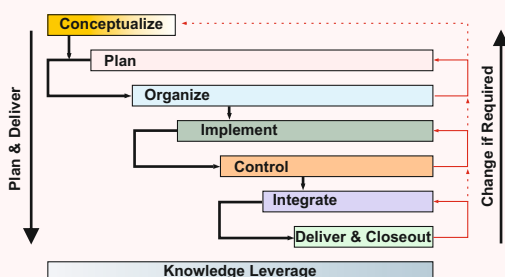 Conceptualize
Plan
Organize
Implement
Control
Integrate
Deliver & Closeout
Knowledge Leverage
Plan & Deliver
Change if Required